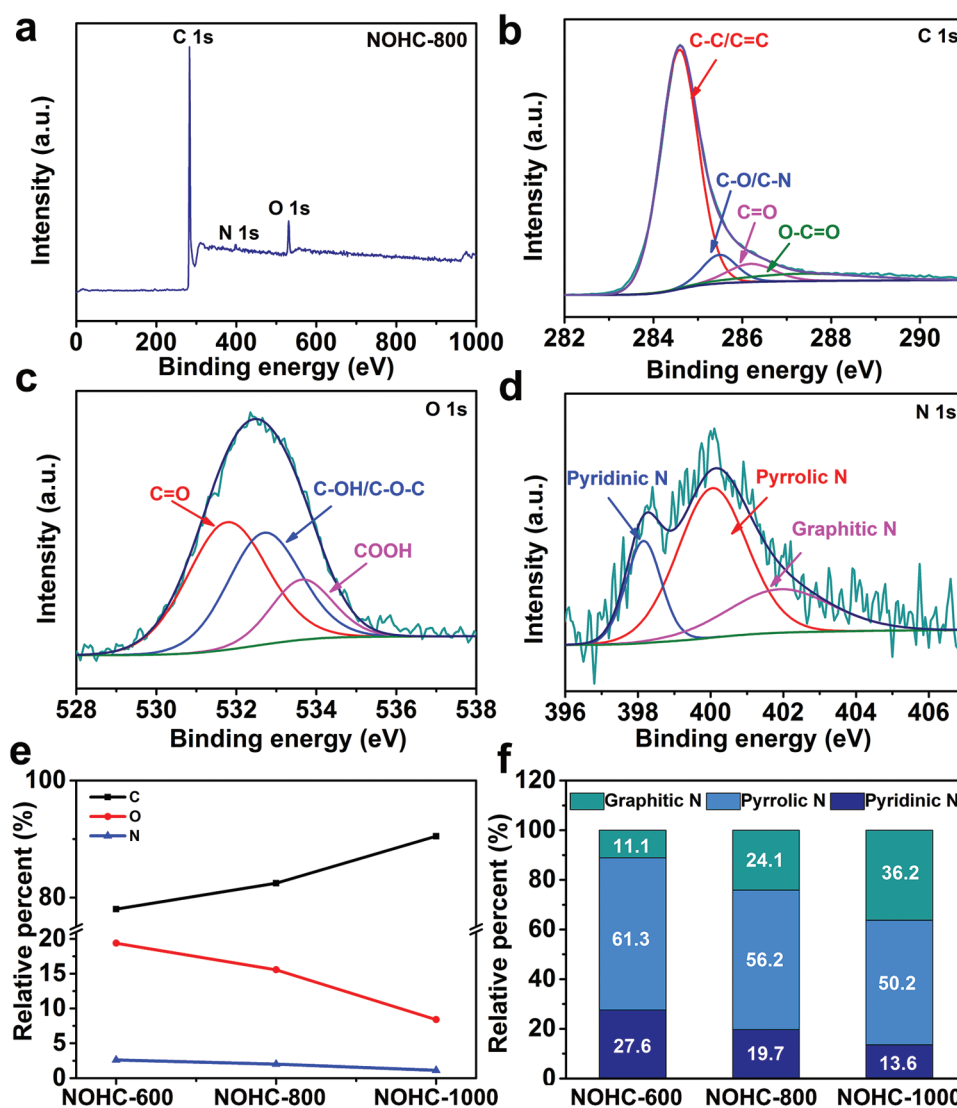 a
C 1s
NOHC-800
N 1s
O 1s
Intensity (a.u.)
0 200 400 600 800 1000
Binding energy (eV)
b
C 1s
C-C/C=C
C-O/C-N
C=O
O-C=O
Intensity (a.u.)
282 284 286 288 290
Binding energy (eV)
c
O 1s
C=O
C-OH/C-O-C
COOH
Intensity (a.u.)
528 530 532 534 536 538
Binding energy (eV)
d
N 1s
Pyridinic N
Pyrrolic N
Graphitic N
Intensity (a.u.)
396 398 400 402 404 406
Binding energy (eV)
e
C
O
N
Relative percent (%)
100
80
20
15
10
5
0
NOHC-600 NOHC-800 NOHC-1000
f
Graphitic N Pyrrolic N Pyridinic N
Relative percent (%)
120
100
80
60
40
20
0
11.1 24.1 36.2
61.3 56.2 50.2
27.6 19.7 13.6
NOHC-600 NOHC-800 NOHC-1000